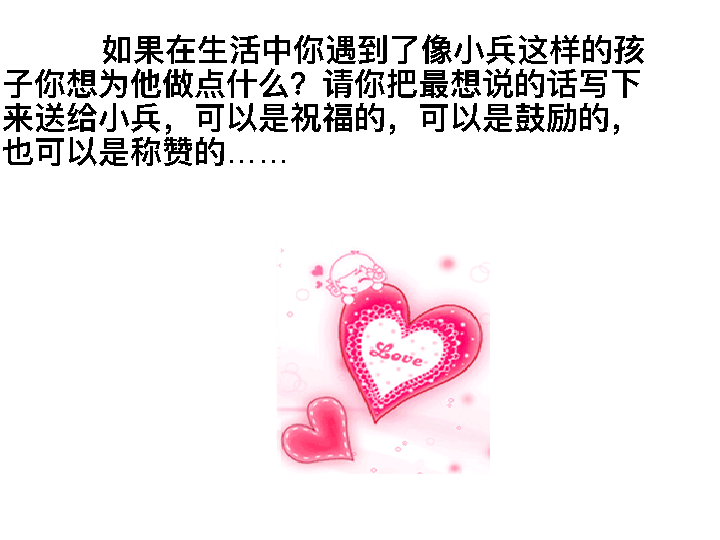 如果在生活中你遇到了像小兵这样的孩
子你想为他做点什么？请你把最想说的话写下
来送给小兵，可以是祝福的，可以是鼓励的，
也可以是称赞的……
Love